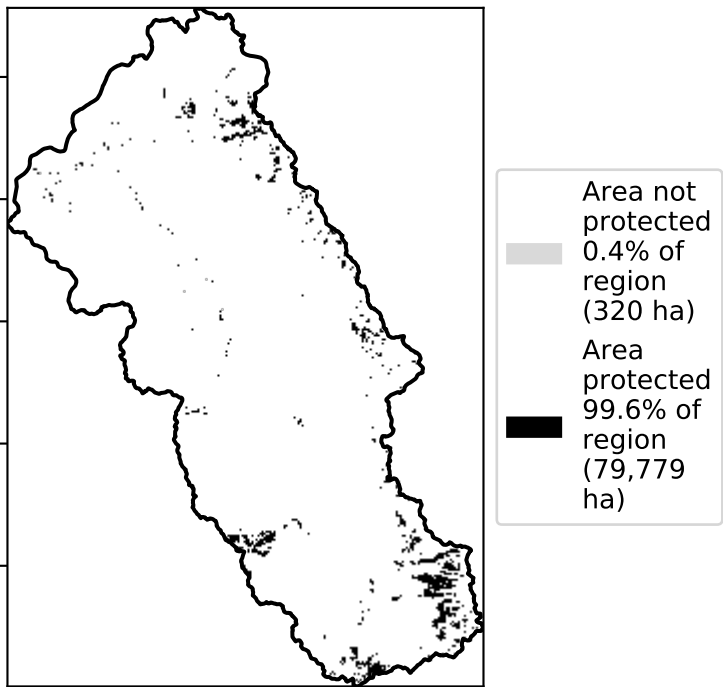 Area not
protected
0.4% of
region
(320 ha)
Area
protected
99.6% of
region
(79,779
ha)